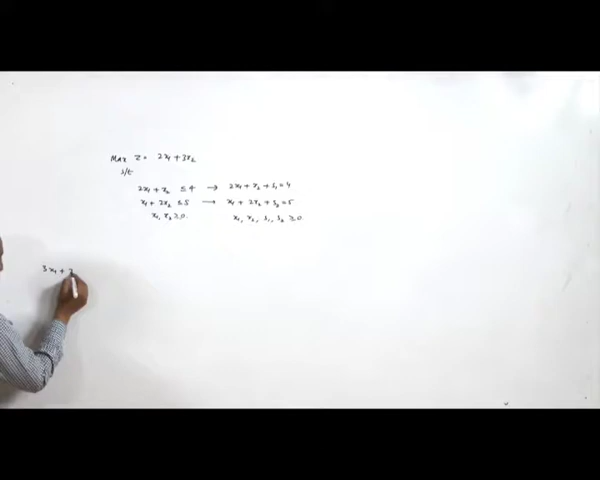 Max Z = 2x₁ + 3x₂
s/t
2x₁ + x₂ ≤ 4 → 2x₁ + x₂ + s₁ = 4
x₁ + 2x₂ ≤ 5 → x₁ + 2x₂ + s₂ = 5
x₁, x₂ ≥ 0 x₁, x₂, s₁, s₂ ≥ 0
3x₁ +